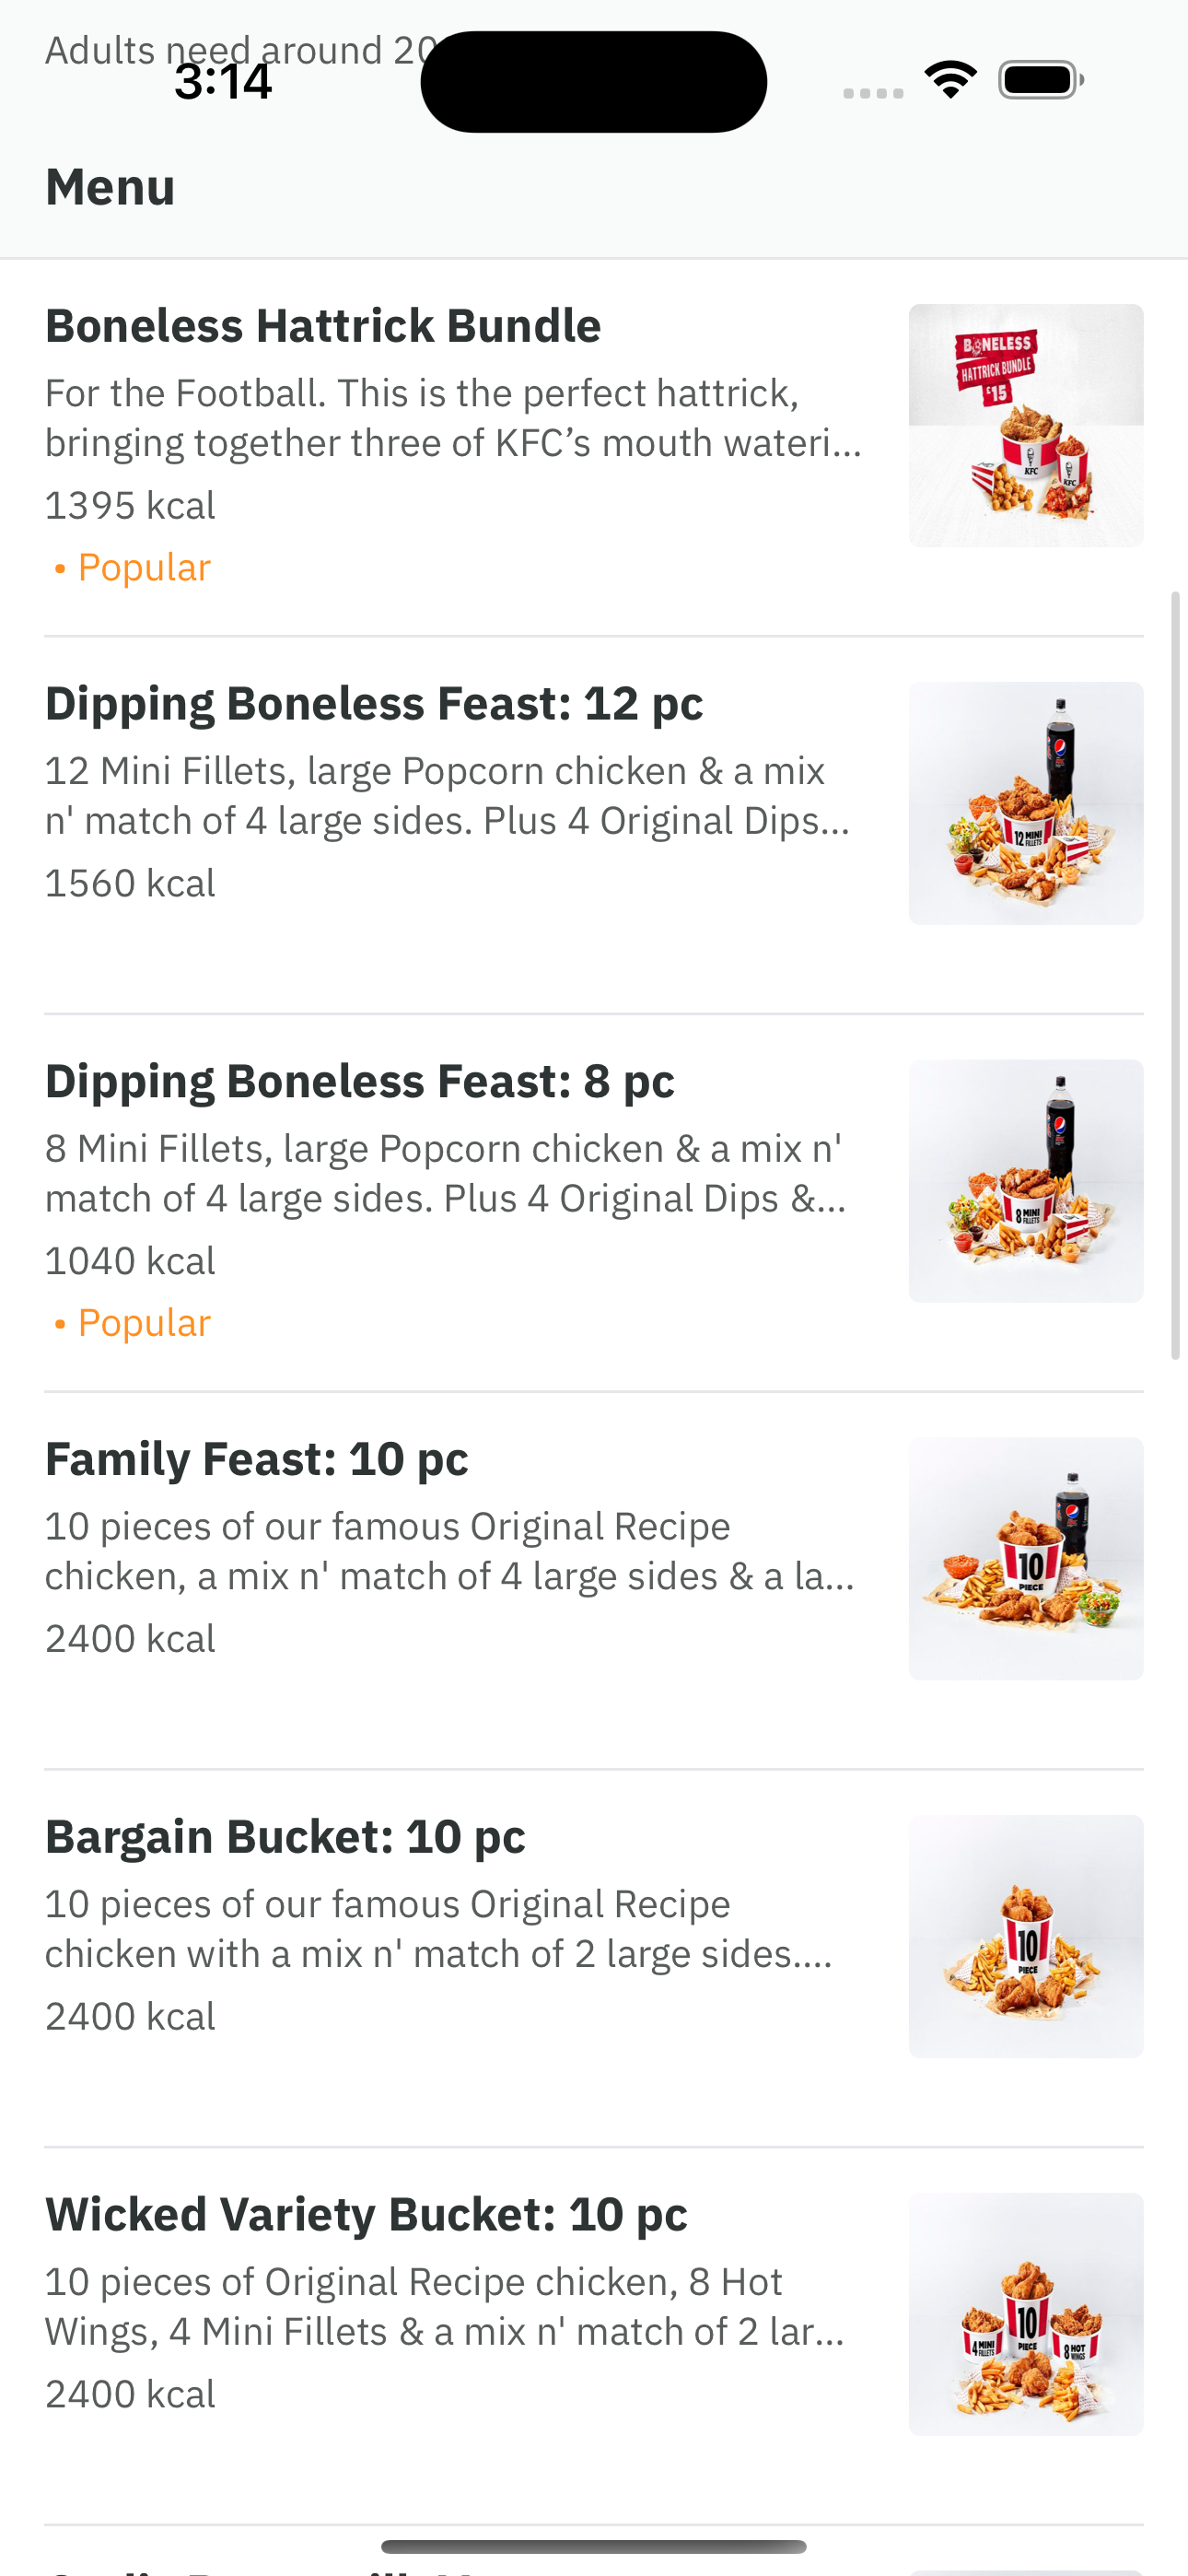 Adults need around 20
3:14
Menu
Boneless Hattrick Bundle
For the Football. This is the perfect hattrick,
bringing together three of KFC’s mouth wateri...
1395 kcal
• Popular
BONELESS
HATTRICK BUNDLE
'15
KFC
KFC
Dipping Boneless Feast: 12 pc
12 Mini Fillets, large Popcorn chicken & a mix
n' match of 4 large sides. Plus 4 Original Dips...
1560 kcal
12 MINI
FILLETS
Dipping Boneless Feast: 8 pc
8 Mini Fillets, large Popcorn chicken & a mix n'
match of 4 large sides. Plus 4 Original Dips &...
1040 kcal
• Popular
8 MINI
FILLETS
Family Feast: 10 pc
10 pieces of our famous Original Recipe
chicken, a mix n' match of 4 large sides & a la...
2400 kcal
10
PIECE
Bargain Bucket: 10 pc
10 pieces of our famous Original Recipe
chicken with a mix n' match of 2 large sides....
2400 kcal
10
PIECE
Wicked Variety Bucket: 10 pc
10 pieces of Original Recipe chicken, 8 Hot
Wings, 4 Mini Fillets & a mix n' match of 2 lar...
2400 kcal
10
PIECE
4 MINI
FILLETS
8 HOT
WINGS